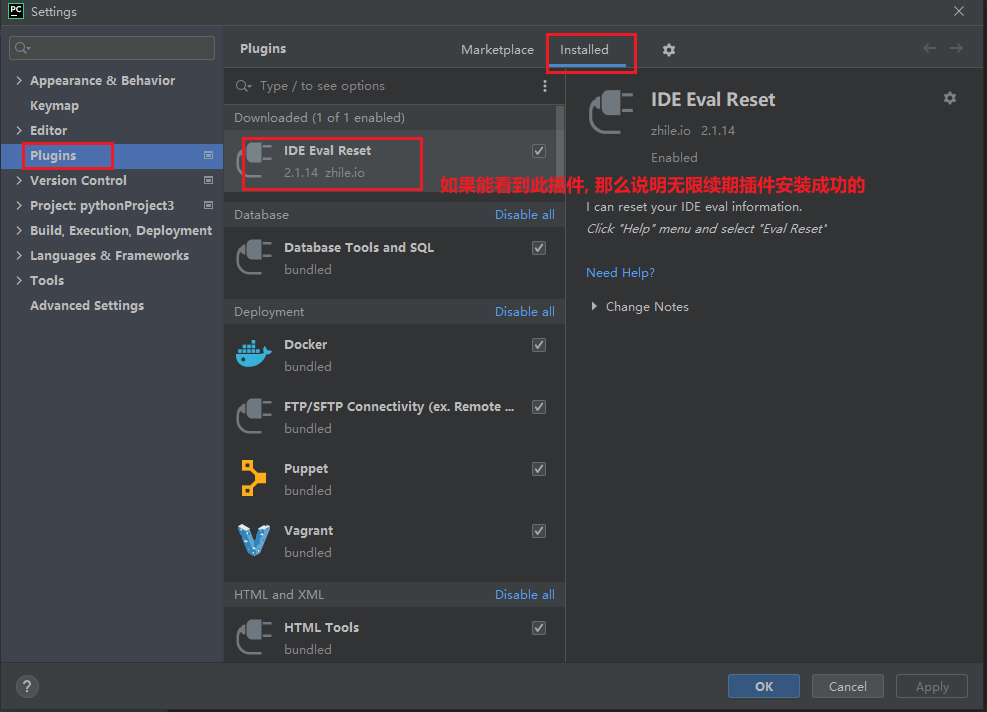 PC Settings
Plugins
Marketplace
Installed
Type / to see options
Appearance & Behavior
Keymap
Editor
Plugins
Version Control
Project: pythonProject3
Build, Execution, Deployment
Languages & Frameworks
Tools
Advanced Settings
Downloaded (1 of 1 enabled)
IDE Eval Reset
2.1.14 zhile.io
Database Disable all
Database Tools and SQL
bundled
Deployment Disable all
Docker
bundled
FTP/SFTP Connectivity (ex. Remote ...
bundled
Puppet
bundled
Vagrant
bundled
HTML and XML Disable all
HTML Tools
bundled
IDE Eval Reset
zhile.io 2.1.14
Enabled
如果能看到此插件, 那么说明无限续期插件安装成功的
I can reset your IDE eval information.
Click "Help" menu and select "Eval Reset"
Need Help?
Change Notes
?
OK
Cancel
Apply